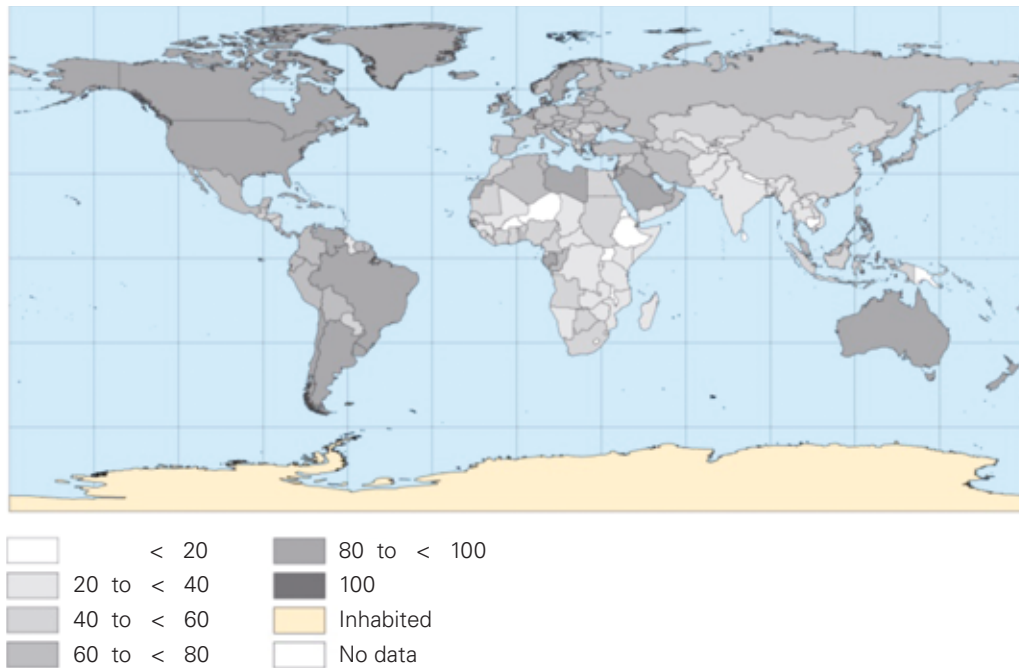 < 20
20 to < 40
40 to < 60
60 to < 80
80 to < 100
100
Inhabited
No data